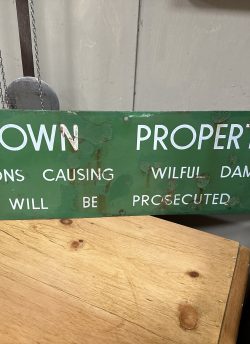 OWN PROPERT
ONS CAUSING WILFUL DAM
WILL BE PROSECUTED